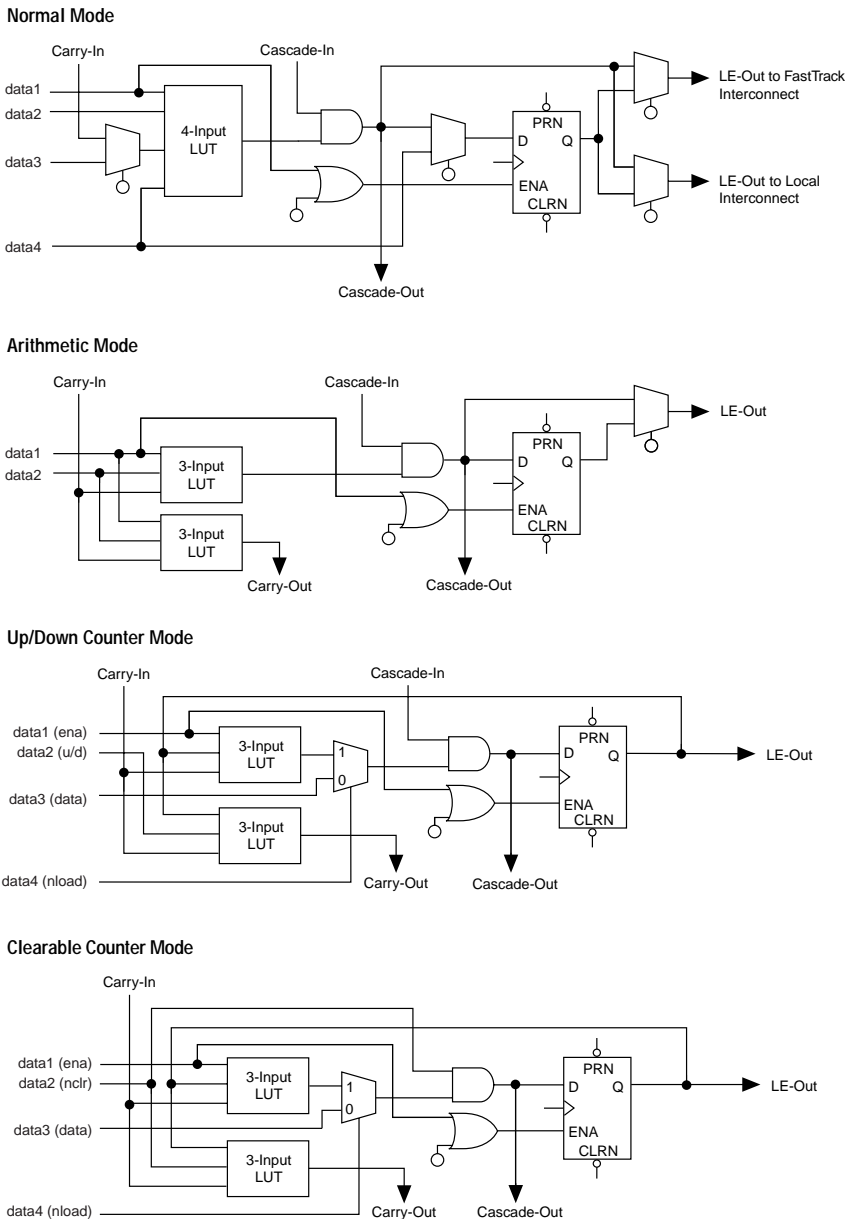 Normal Mode
Carry-In
Cascade-In
data1
data2
data3
data4
4-Input
LUT
PRN
D
Q
ENA
CLRN
LE-Out to FastTrack
Interconnect
LE-Out to Local
Interconnect
Cascade-Out
Arithmetic Mode
Carry-In
Cascade-In
data1
data2
3-Input
LUT
3-Input
LUT
PRN
D
Q
ENA
CLRN
LE-Out
Carry-Out
Cascade-Out
Up/Down Counter Mode
Carry-In
Cascade-In
data1 (ena)
data2 (u/d)
data3 (data)
data4 (nload)
3-Input
LUT
3-Input
LUT
1
0
PRN
D
Q
ENA
CLRN
LE-Out
Carry-Out
Cascade-Out
Clearable Counter Mode
Carry-In
data1 (ena)
data2 (nclr)
data3 (data)
data4 (nload)
3-Input
LUT
3-Input
LUT
1
0
PRN
D
Q
ENA
CLRN
LE-Out
Carry-Out
Cascade-Out